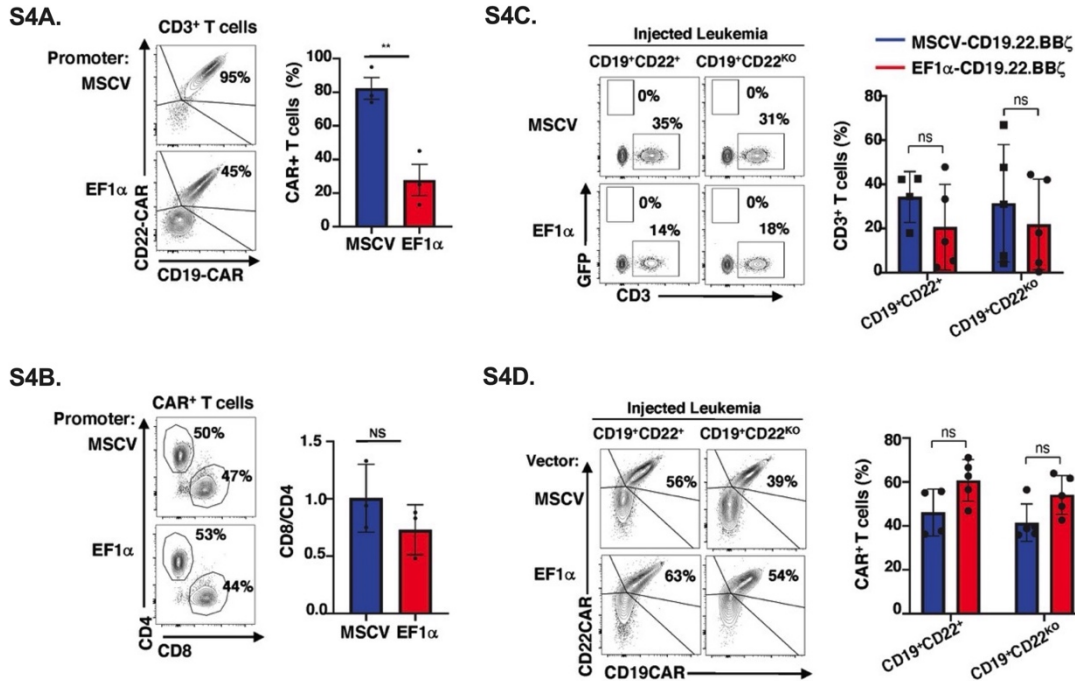 S4A.
CD3⁺ T cells
Promoter:
MSCV
95%
EF1α
45%
CD22-CAR
CD19-CAR
CAR+ T cells (%)
100
80
60
40
20
0
**
MSCV EF1α
S4C.
Injected Leukemia
CD19⁺CD22⁺ CD19⁺CD22ᴷᴼ
MSCV
0% 0%
35% 31%
EF1α
0% 0%
14% 18%
GFP
CD3
MSCV-CD19.22.BBζ
EF1α-CD19.22.BBζ
CD3⁺ T cells (%)
80
60
40
20
0
ns ns
CD19⁺CD22⁺ CD19⁺CD22ᴷᴼ
S4B.
CAR⁺ T cells
Promoter:
MSCV
50%
47%
EF1α
53%
44%
CD4
CD8
CD8/CD4
1.5
1.0
0.5
0.0
NS
MSCV EF1α
S4D.
Injected Leukemia
CD19⁺CD22⁺ CD19⁺CD22ᴷᴼ
Vector:
MSCV
56% 39%
EF1α
63% 54%
CD22CAR
CD19CAR
CAR⁺ T cells (%)
80
60
40
20
0
ns ns
CD19⁺CD22⁺ CD19⁺CD22ᴷᴼ